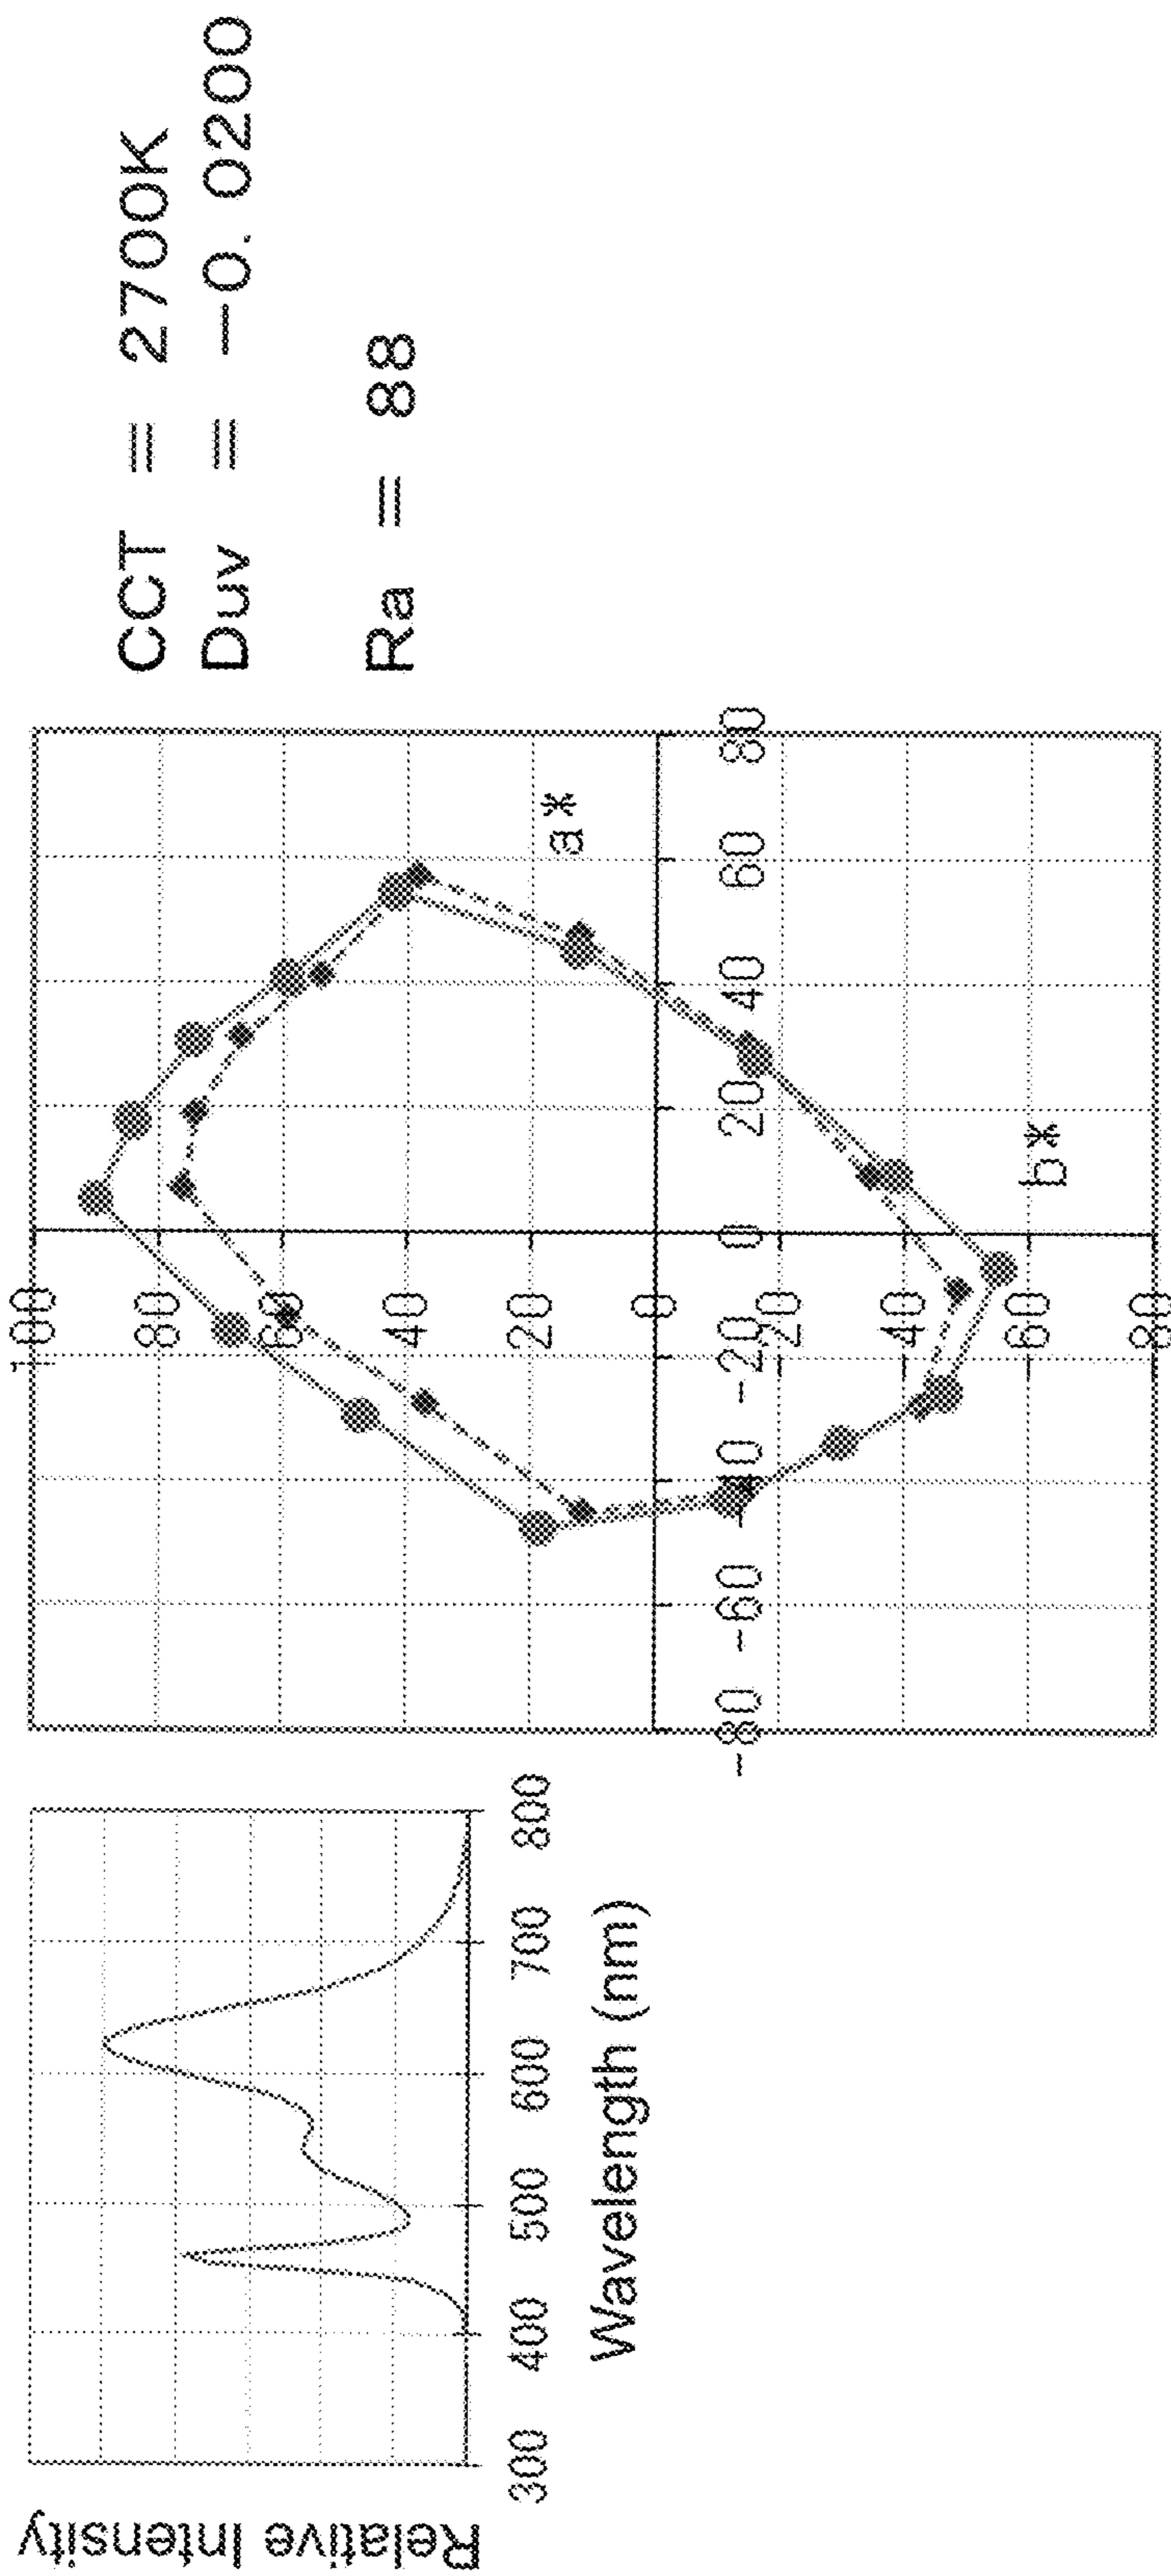 Relative Intensity
300 400 500 600 700 800
Wavelength (nm)
100
80
60
40
20
a*
0
-80 -60 -40 -20 0 20 40 60 80
-20
-40
b*
-60
-80
CCT = 2700K
Duv = −0. 0200
Ra = 88